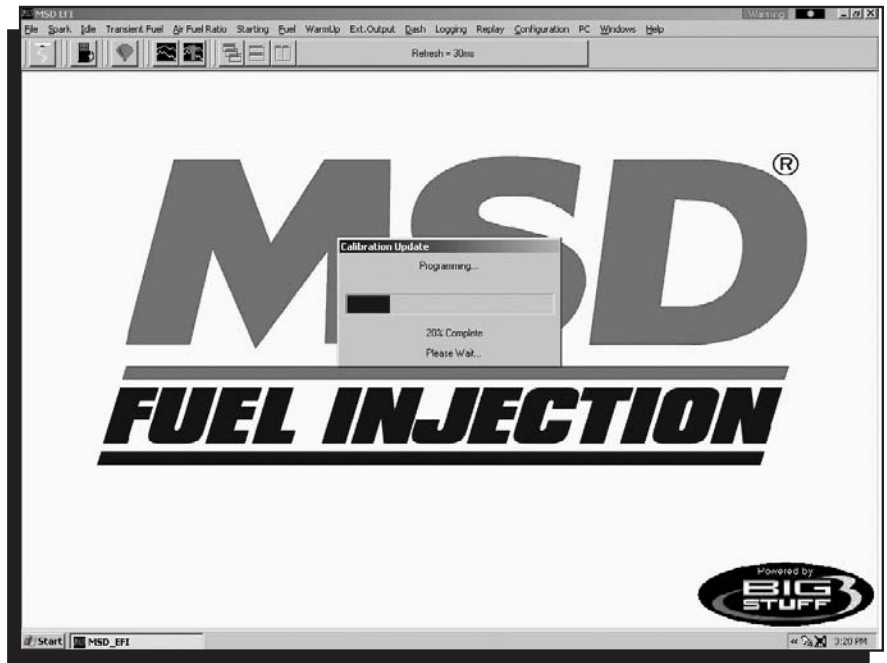 MSD EFI
Warning
File Spark Idle Transient Fuel Air Fuel Ratio Starting Fuel WarmUp Ext.Output Dash Logging Replay Configuration PC Windows Help
Refresh = 30ms
MSD®
Calibration Update
Programming...
20% Complete
Please Wait...
FUEL INJECTION
Powered by
BIG
STUFF
3
Start MSD_EFI
« 3:20 PM